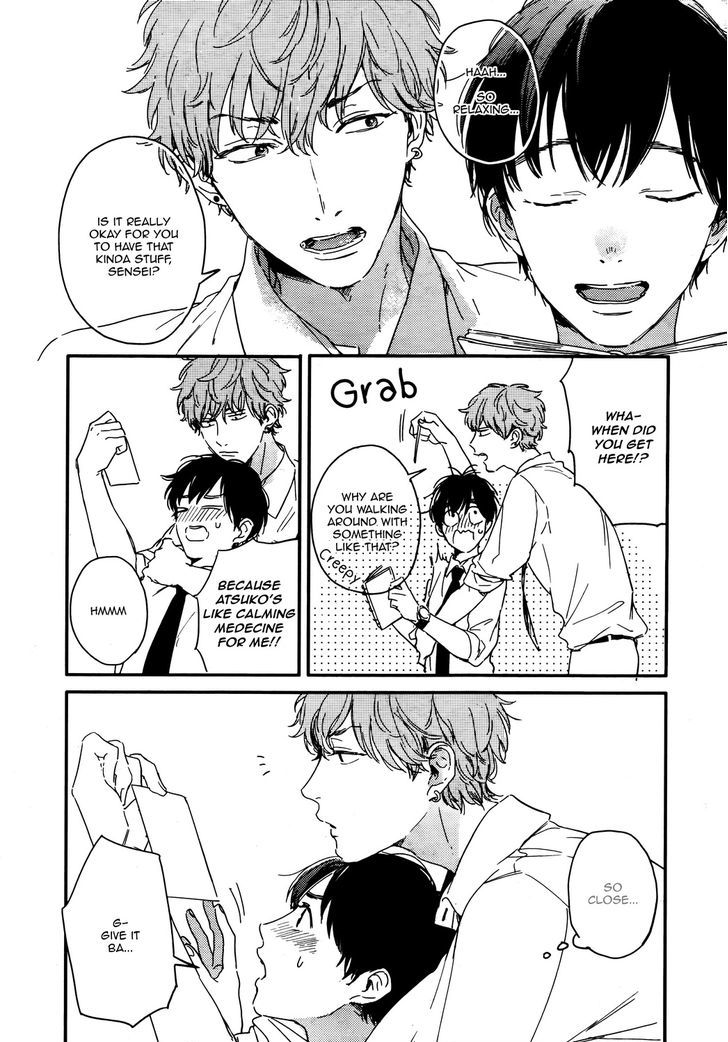 HAAH...
SO
RELAXING...
IS IT REALLY
OKAY FOR YOU
TO HAVE THAT
KINDA STUFF,
SENSEI?
Grab
WHA-
WHEN DID
YOU GET
HERE!?
WHY ARE
YOU WALKING
AROUND WITH
SOMETHING
LIKE THAT?
Creepy
BECAUSE
ATSUKO'S
LIKE CALMING
MEDECINE
FOR ME!!
HMMM
SO
CLOSE...
G-
GIVE IT
BA...